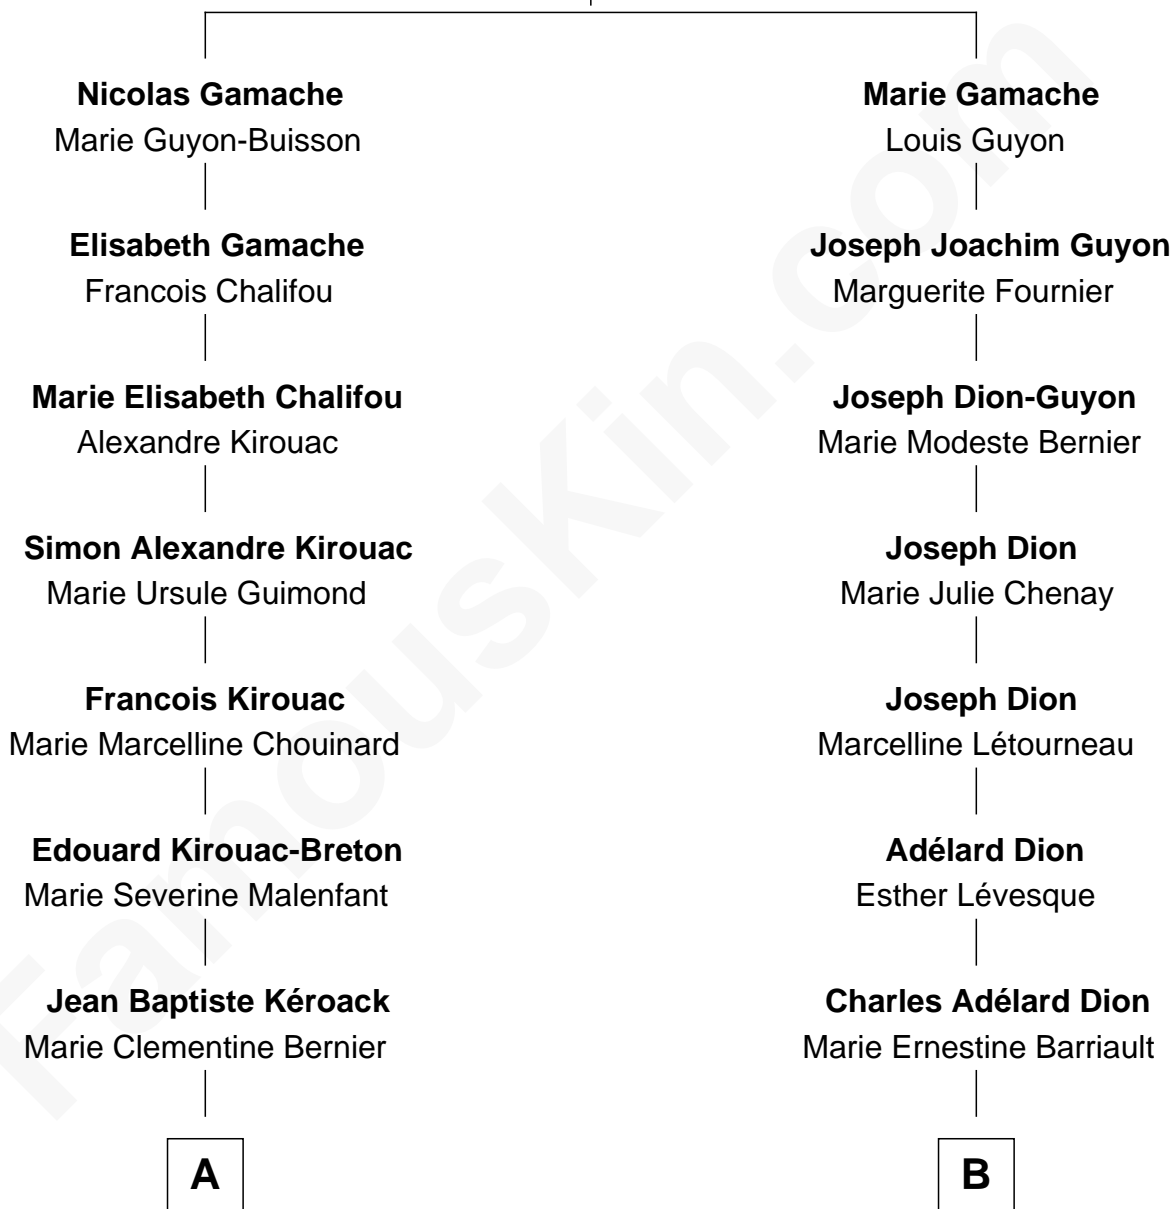 Nicolas Gamache
Marie Guyon-Buisson
Elisabeth Gamache
Francois Chalifou
Marie Elisabeth Chalifou
Alexandre Kirouac
Simon Alexandre Kirouac
Marie Ursule Guimond
Francois Kirouac
Marie Marcelline Chouinard
Edouard Kirouac-Breton
Marie Severine Malenfant
Jean Baptiste Kéroack
Marie Clementine Bernier
A
Marie Gamache
Louis Guyon
Joseph Joachim Guyon
Marguerite Fournier
Joseph Dion-Guyon
Marie Modeste Bernier
Joseph Dion
Marie Julie Chenay
Joseph Dion
Marcelline Létourneau
Adélard Dion
Esther Lévesque
Charles Adélard Dion
Marie Ernestine Barriault
B
FamousKin.com